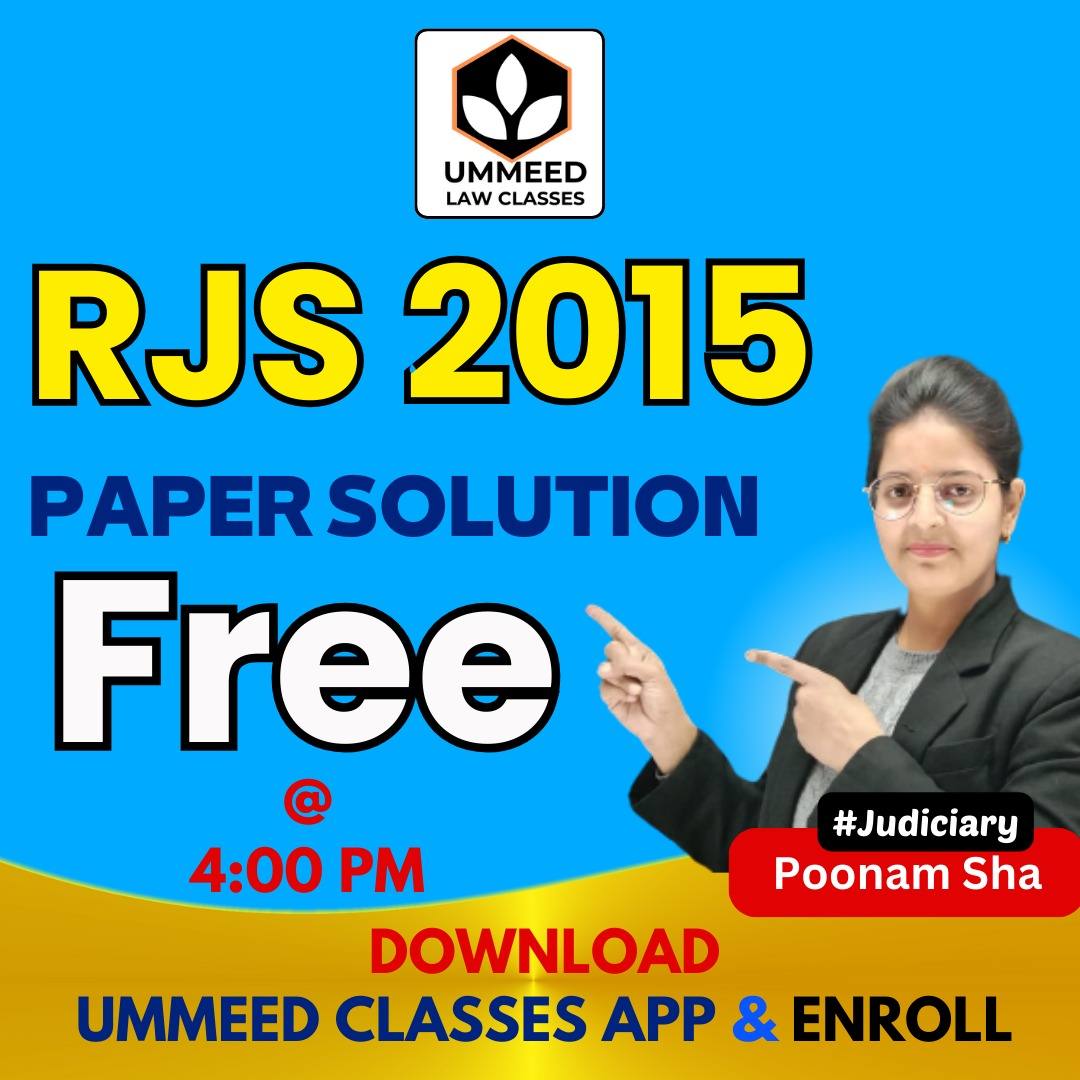 UMMEED
LAW CLASSES
RJS 2015
PAPER SOLUTION
Free
@
4:00 PM
#Judiciary
Poonam Sha
DOWNLOAD
UMMEED CLASSES APP & ENROLL